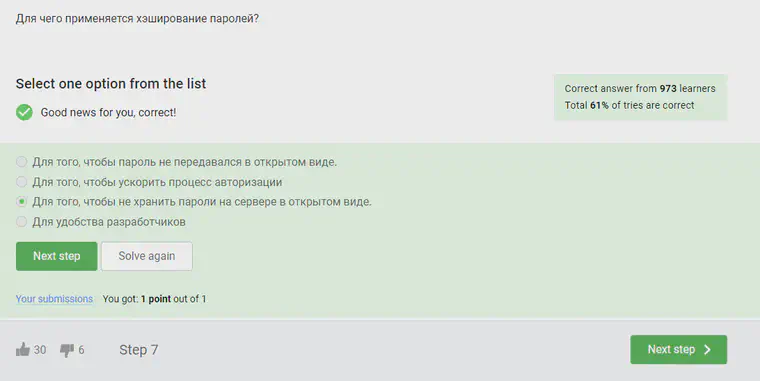 Для чего применяется хэширование паролей?
Select one option from the list
Correct answer from 973 learners
Total 61% of tries are correct
Good news for you, correct!
Для того, чтобы пароль не передавался в открытом виде.
Для того, чтобы ускорить процесс авторизации
Для того, чтобы не хранить пароли на сервере в открытом виде.
Для удобства разработчиков
Next step
Solve again
Your submissions You got: 1 point out of 1
30 6 Step 7 Next step